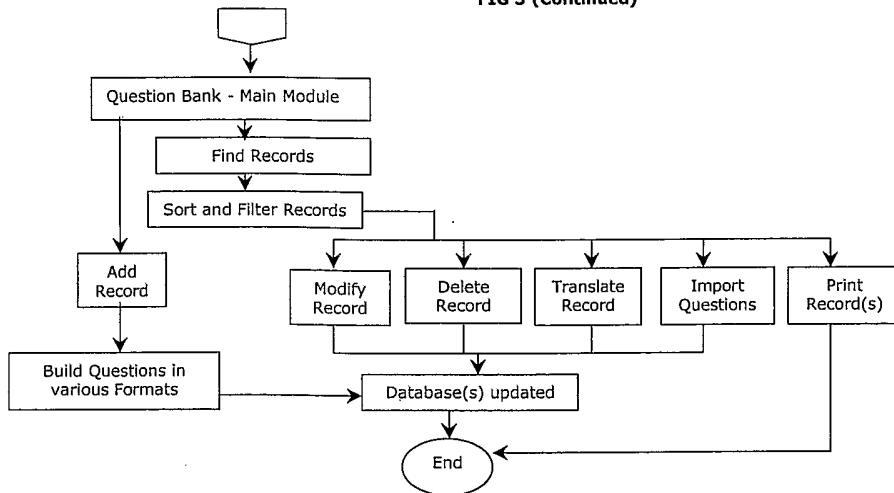 FIG 3 (Continued)
Question Bank - Main Module
Find Records
Sort and Filter Records
Add
Record
Modify
Record
Delete
Record
Translate
Record
Import
Questions
Print
Record(s)
Build Questions in
various Formats
Database(s) updated
End